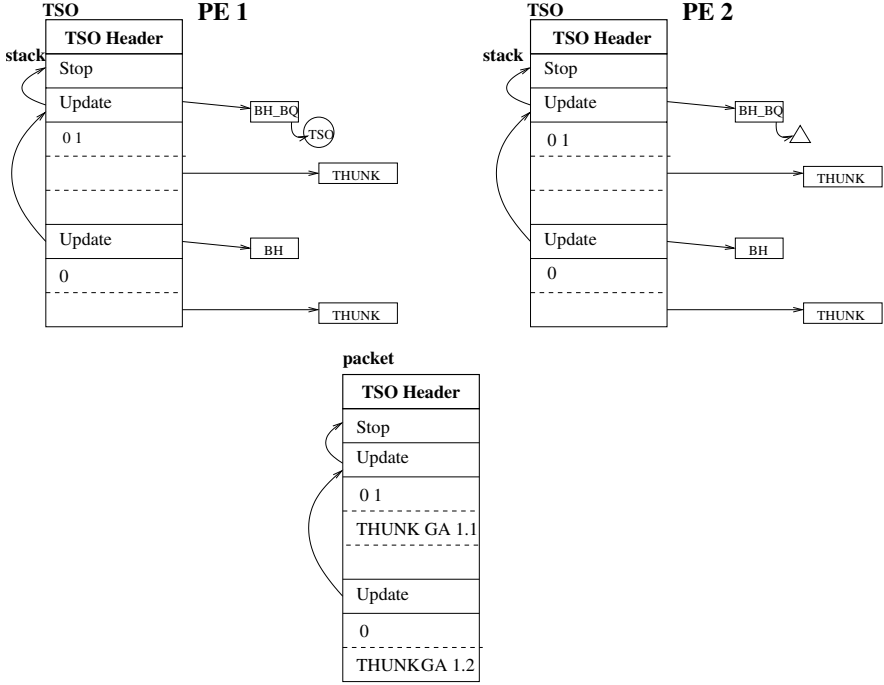 TSO
PE 1
TSO Header
stack
Stop
Update
BH_BQ
TSO
0 1
THUNK
Update
BH
0
THUNK
TSO
PE 2
TSO Header
stack
Stop
Update
BH_BQ
0 1
THUNK
Update
BH
0
THUNK
packet
TSO Header
Stop
Update
0 1
THUNK GA 1.1
Update
0
THUNK GA 1.2